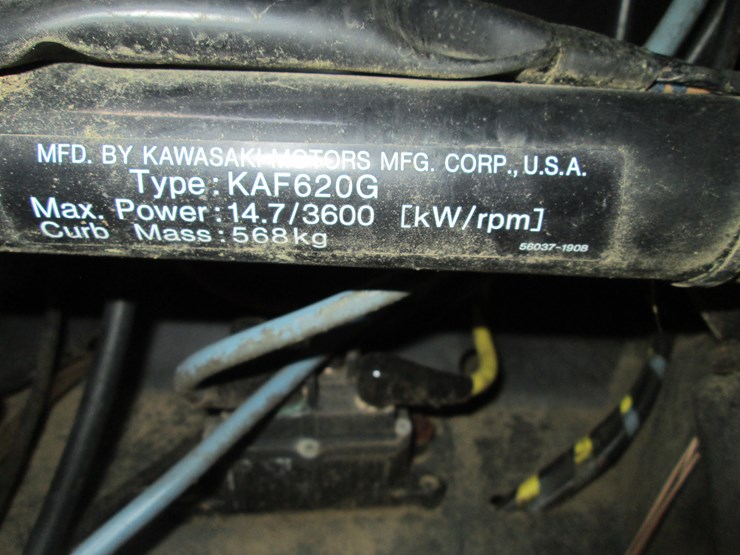 MFD. BY KAWASAKI MOTORS MFG. CORP., U.S.A.
Type : KAF620G
Max. Power : 14.7/3600 [kW/rpm]
Curb Mass : 568kg
56037-1908